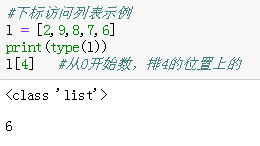 #下标访问列表示例
l = [2,9,8,7,6]
print(type(l))
l[4]   #从0开始数，排4的位置上的
<class 'list'>
6